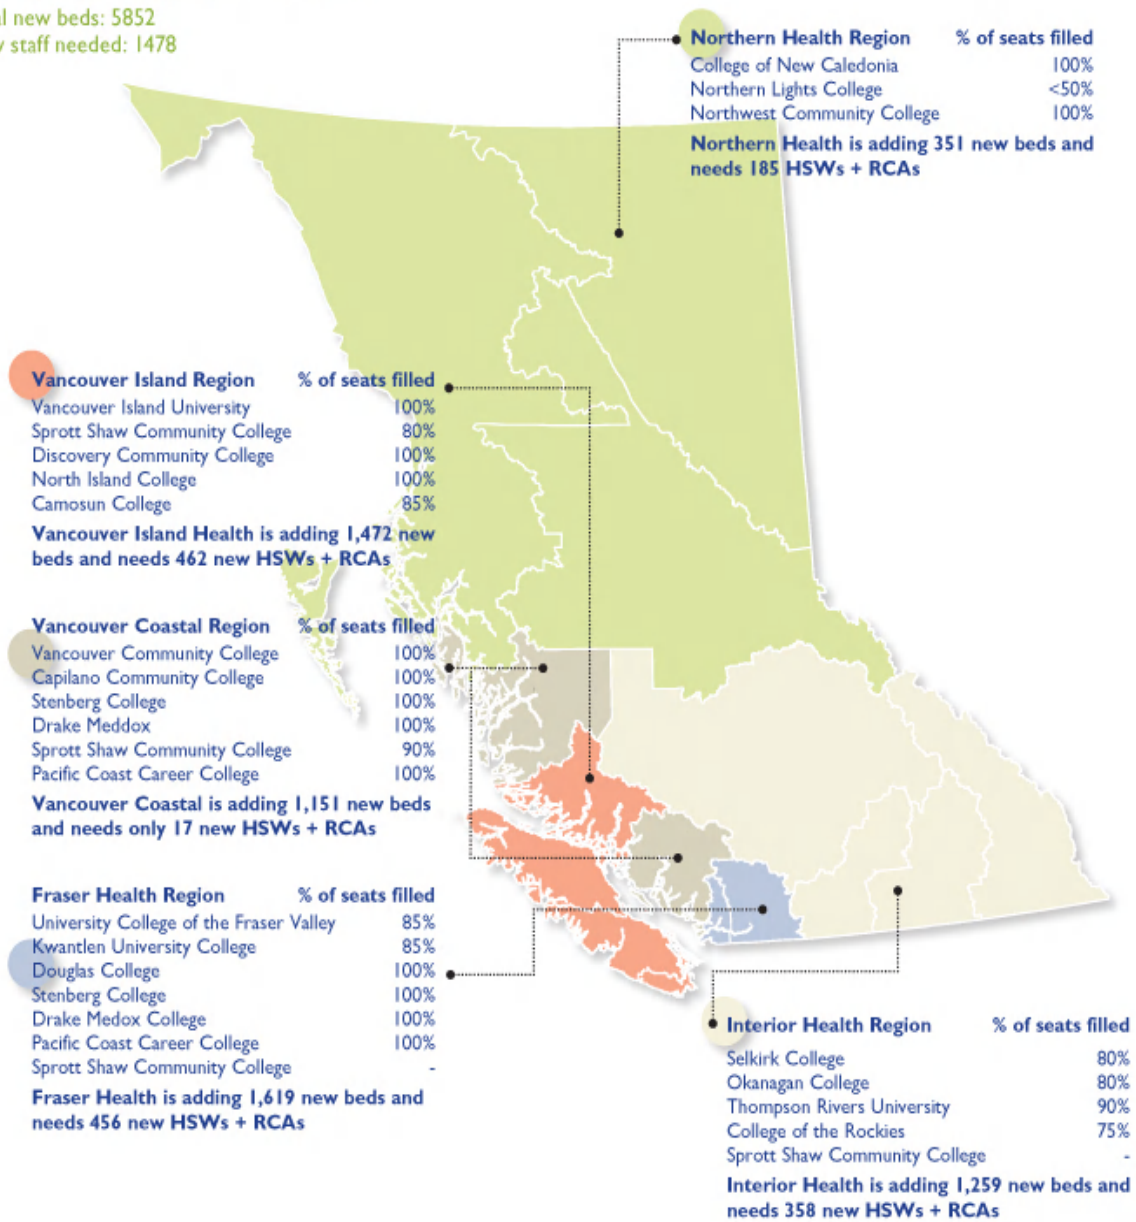 al new beds: 5852
staff needed: 1478
Northern Health Region % of seats filled
College of New Caledonia 100%
Northern Lights College <50%
Northwest Community College 100%
Northern Health is adding 351 new beds and
needs 185 HSWs + RCAs
Vancouver Island Region % of seats filled
Vancouver Island University 100%
Sprott Shaw Community College 80%
Discovery Community College 100%
North Island College 100%
Camosun College 85%
Vancouver Island Health is adding 1,472 new
beds and needs 462 new HSWs + RCAs
Vancouver Coastal Region % of seats filled
Vancouver Community College 100%
Capilano Community College 100%
Stenberg College 100%
Drake Meddox 100%
Sprott Shaw Community College 90%
Pacific Coast Career College 100%
Vancouver Coastal is adding 1,151 new beds
and needs only 17 new HSWs + RCAs
Fraser Health Region % of seats filled
University College of the Fraser Valley 85%
Kwantlen University College 85%
Douglas College 100%
Stenberg College 100%
Drake Medox College 100%
Pacific Coast Career College 100%
Sprott Shaw Community College -
Fraser Health is adding 1,619 new beds and
needs 456 new HSWs + RCAs
Interior Health Region % of seats filled
Selkirk College 80%
Okanagan College 80%
Thompson Rivers University 90%
College of the Rockies 75%
Sprott Shaw Community College -
Interior Health is adding 1,259 new beds and
needs 358 new HSWs + RCAs